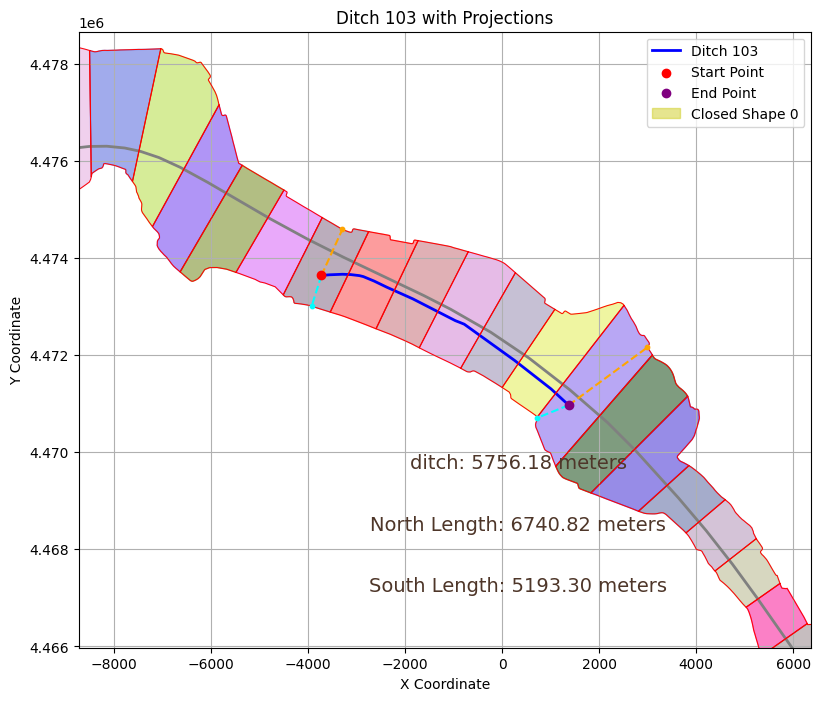 Ditch 103 with Projections
1e6
Ditch 103
Start Point
End Point
Closed Shape 0
4.478
4.476
4.474
4.472
4.470
4.468
4.466
Y Coordinate
ditch: 5756.18 meters
North Length: 6740.82 meters
South Length: 5193.30 meters
−8000 −6000 −4000 −2000 0 2000 4000 6000
X Coordinate